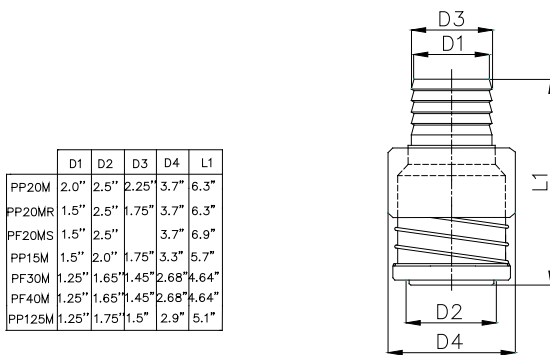 D3
D1
D1 D2 D3 D4 L1
PP20M 2.0" 2.5" 2.25" 3.7" 6.3"
PP20MR 1.5" 2.5" 1.75" 3.7" 6.3"
PF20MS 1.5" 2.5" 3.7" 6.9"
PP15M 1.5" 2.0" 1.75" 3.3" 5.7"
PF30M 1.25" 1.65" 1.45" 2.68" 4.64"
PF40M 1.25" 1.65" 1.45" 2.68" 4.64"
PP125M 1.25" 1.75" 1.5" 2.9" 5.1"
L1
D2
D4